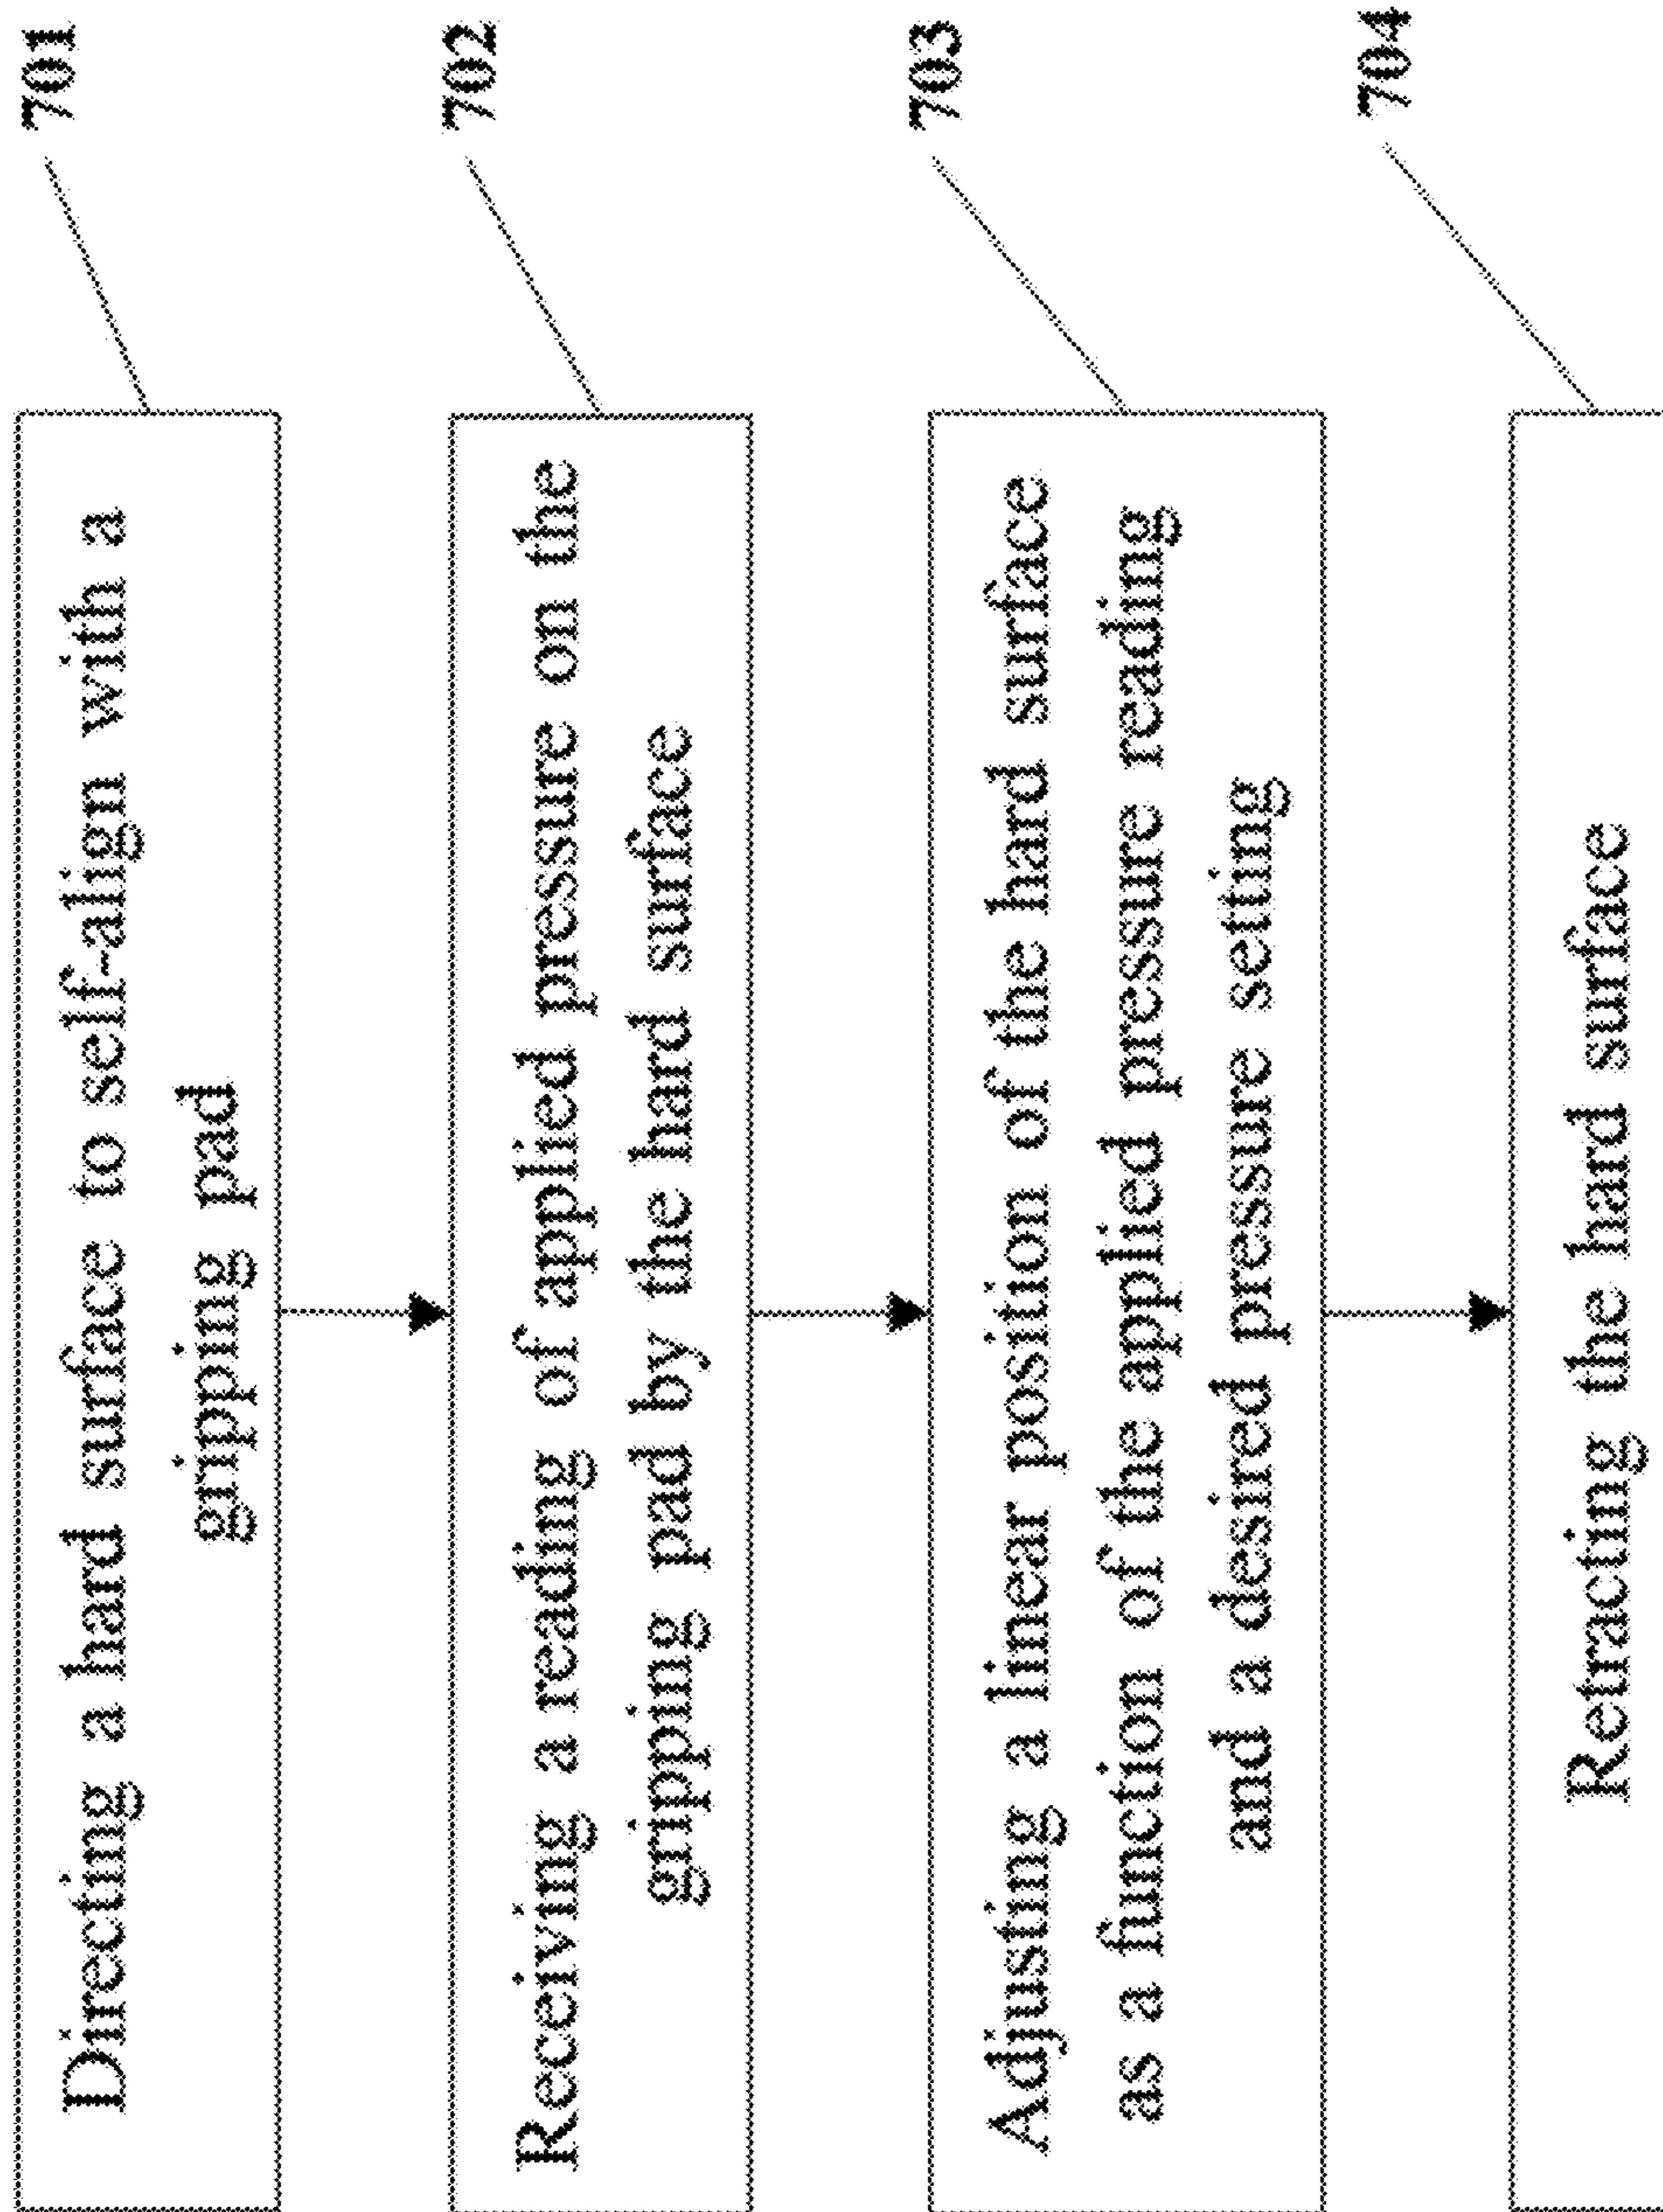 Directing a hard surface to self-align with a
gripping pad
701
Receiving a reading of applied pressure on the
gripping pad by the hard surface
702
Adjusting a linear position of the hard surface
as a function of the applied pressure reading
and a desired pressure setting
703
Retracting the hard surface
704